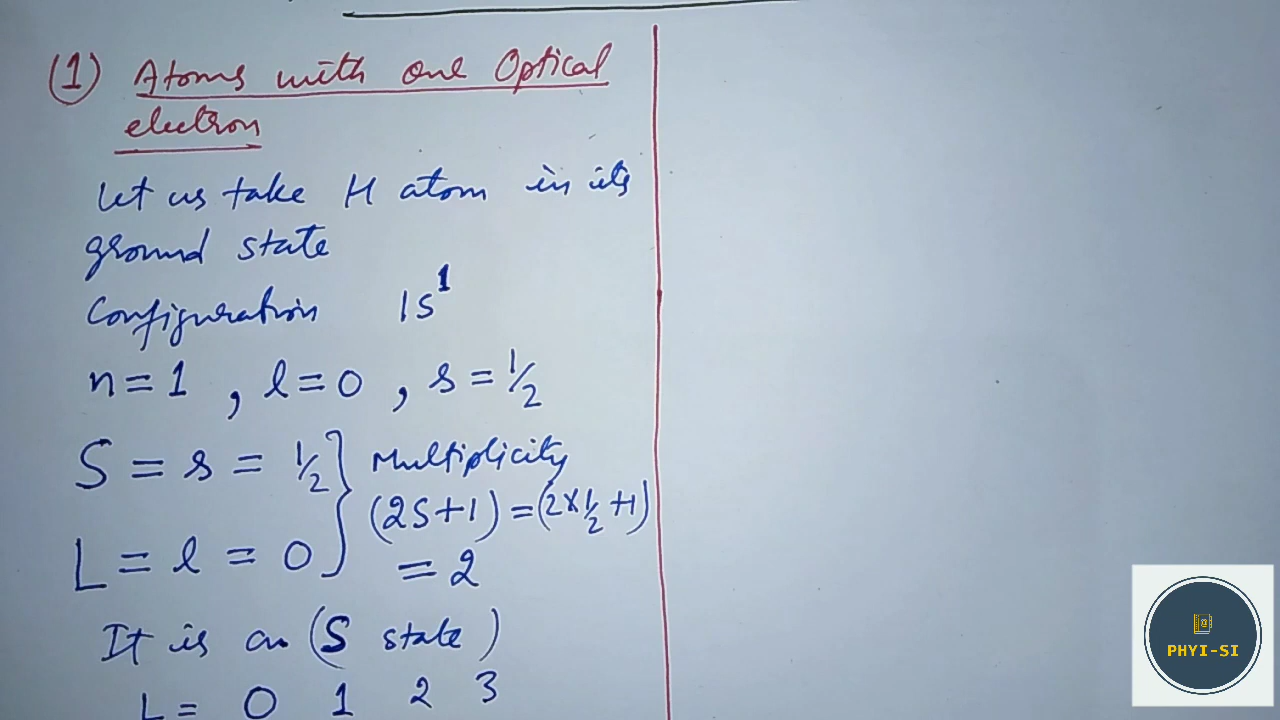 (1) Atoms with one Optical
electron
Let us take H atom in its
ground state
Configuration 1S¹
n=1 , l=0 , s=1/2
S = s = 1/2 } Multiplicity
(2S+1) = (2×1/2+1)
L = l = 0
= 2
It is an (S state)
L = 0 1 2 3
PHYI-SI